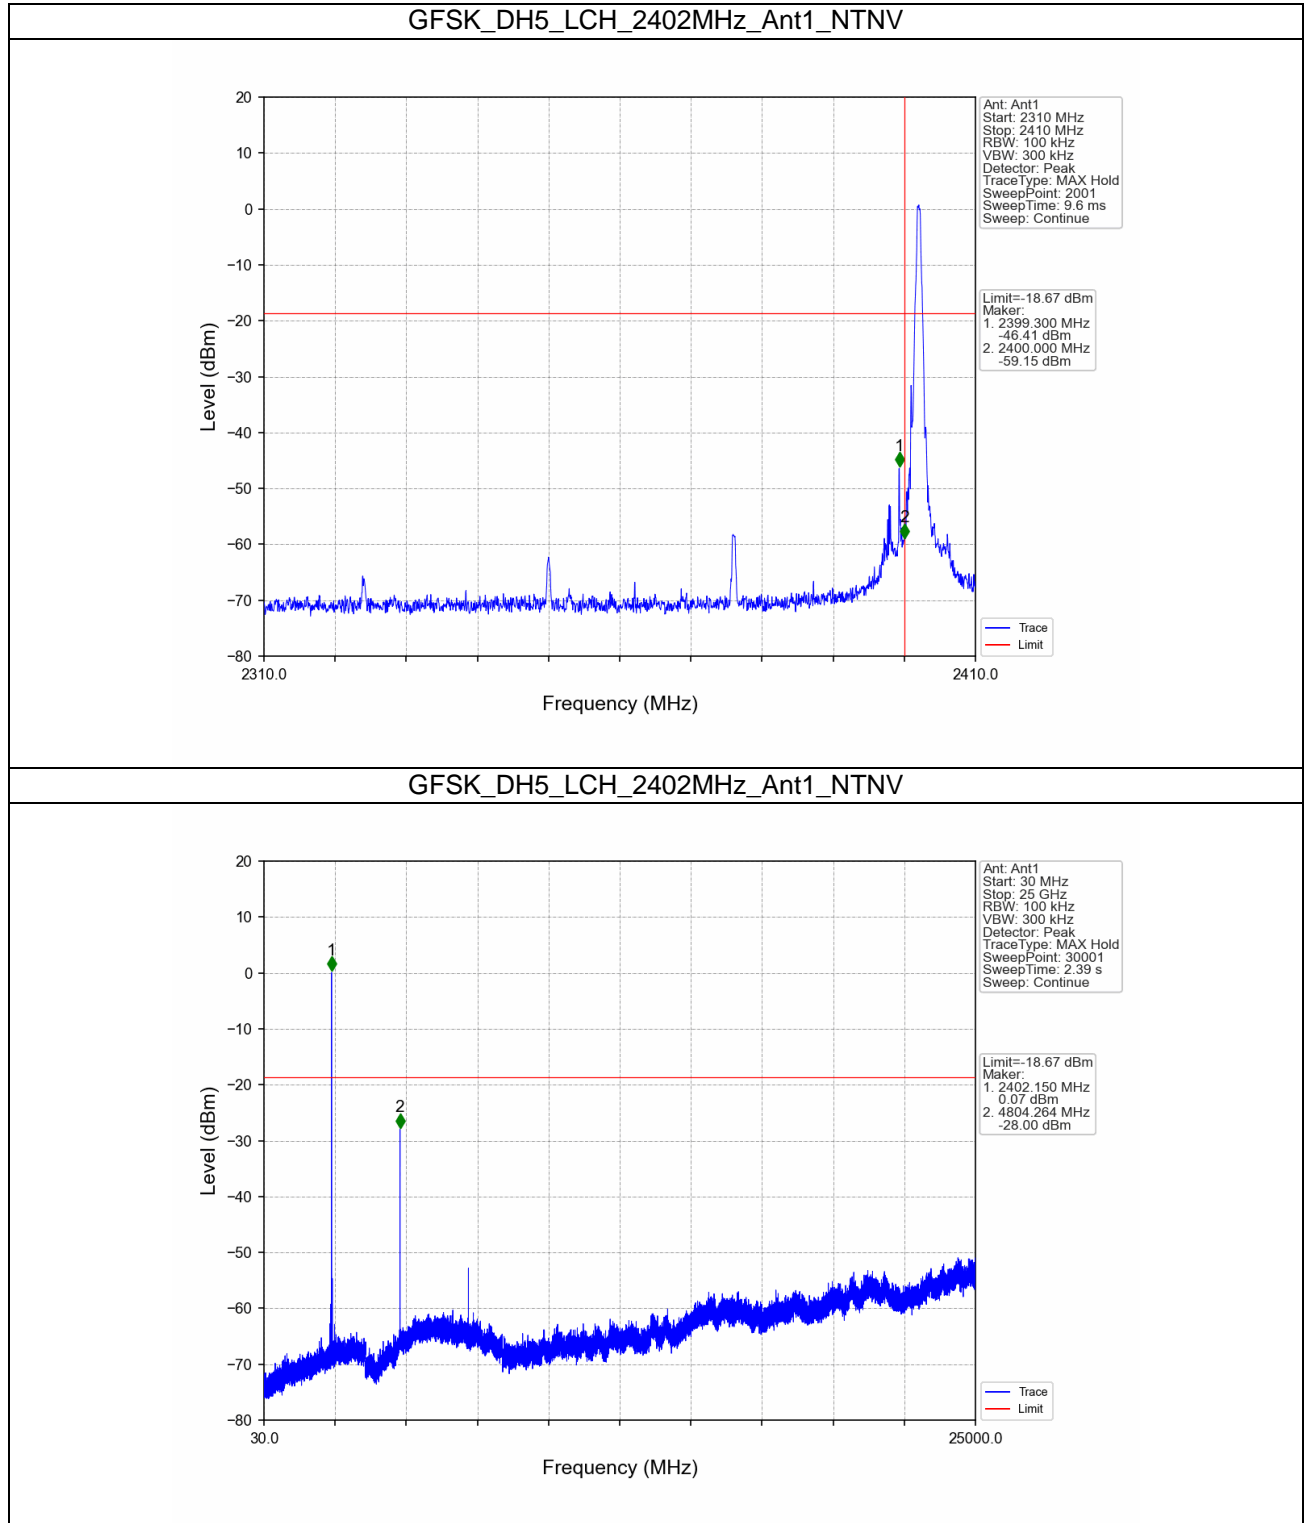 GFSK_DH5_LCH_2402MHz_Ant1_NTNV
20
10
0
−10
−20
−30
−40
−50
−60
−70
−80
Level (dBm)
1
2
2310.0
2410.0
Frequency (MHz)
Ant: Ant1
Start: 2310 MHz
Stop: 2410 MHz
RBW: 100 kHz
VBW: 300 kHz
Detector: Peak
TraceType: MAX Hold
SweepPoint: 2001
SweepTime: 9.6 ms
Sweep: Continue
Limit=-18.67 dBm
Maker:
1. 2399.300 MHz
-46.41 dBm
2. 2400.000 MHz
-59.15 dBm
Trace
Limit
GFSK_DH5_LCH_2402MHz_Ant1_NTNV
20
10
0
−10
−20
−30
−40
−50
−60
−70
−80
Level (dBm)
1
2
30.0
25000.0
Frequency (MHz)
Ant: Ant1
Start: 30 MHz
Stop: 25 GHz
RBW: 100 kHz
VBW: 300 kHz
Detector: Peak
TraceType: MAX Hold
SweepPoint: 30001
SweepTime: 2.39 s
Sweep: Continue
Limit=-18.67 dBm
Maker:
1. 2402.150 MHz
0.07 dBm
2. 4804.264 MHz
-28.00 dBm
Trace
Limit